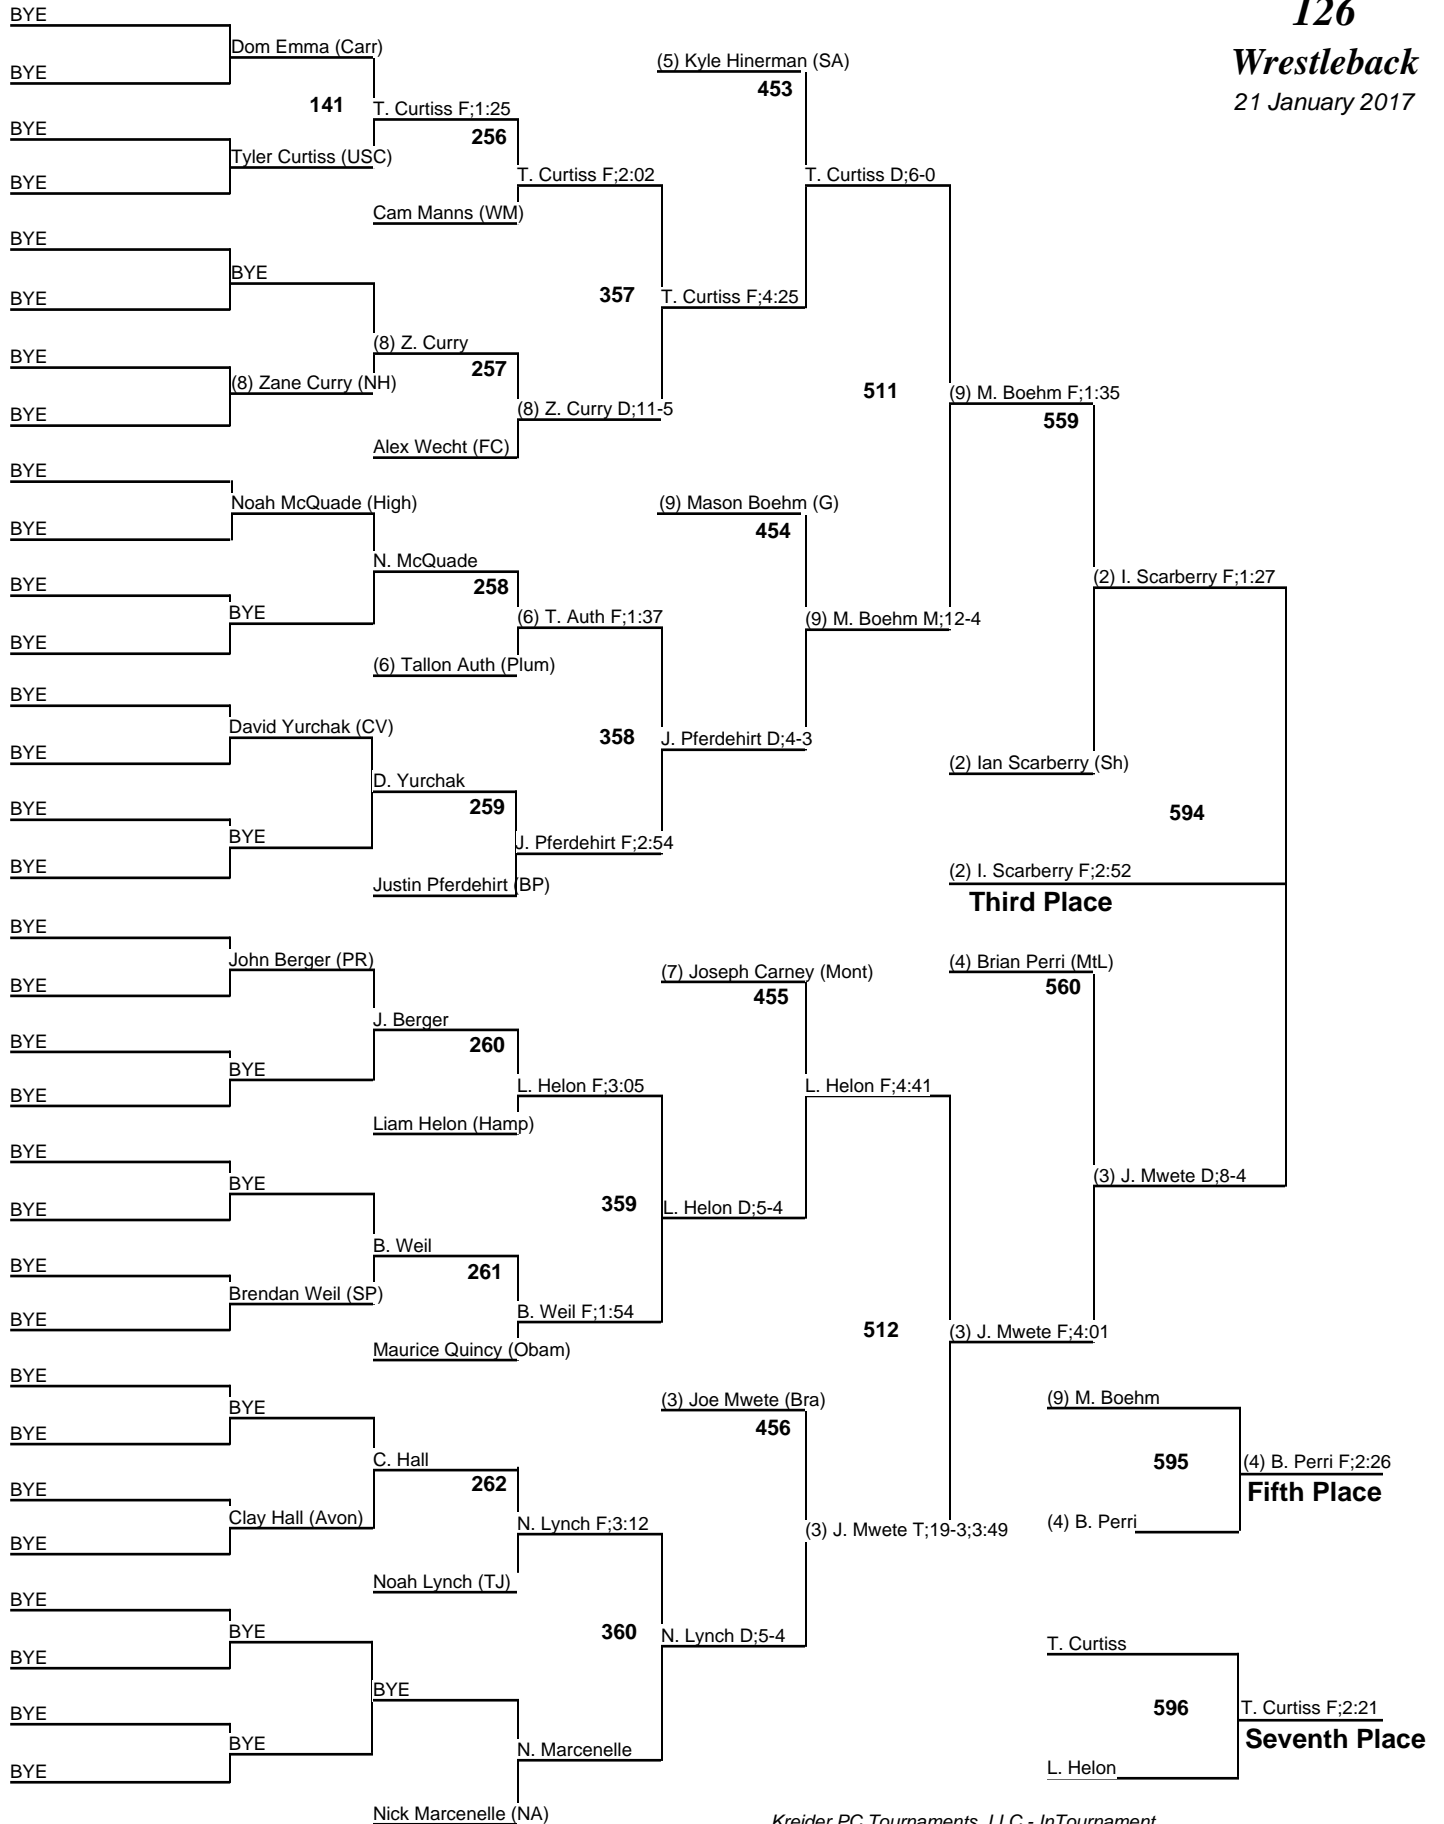 BYE
126
Dom Emma (Carr)
Wrestleback
(5) Kyle Hinerman (SA)
BYE
453
21 January 2017
141
T. Curtiss F;1:25
BYE
256
Tyler Curtiss (USC)
T. Curtiss F;2:02
T. Curtiss D;6-0
BYE
Cam Manns (WM)
BYE
BYE
357
T. Curtiss F;4:25
BYE
(8) Z. Curry
BYE
257
(8) Zane Curry (NH)
511
(9) M. Boehm F;1:35
BYE
(8) Z. Curry D;11-5
559
Alex Wecht (FC)
BYE
Noah McQuade (High)
(9) Mason Boehm (G)
BYE
454
N. McQuade
(2) I. Scarberry F;1:27
BYE
258
BYE
(6) T. Auth F;1:37
(9) M. Boehm M;12-4
BYE
(6) Tallon Auth (Plum)
BYE
David Yurchak (CV)
358
J. Pferdehirt D;4-3
BYE
(2) Ian Scarberry (Sh)
D. Yurchak
BYE
259
594
BYE
J. Pferdehirt F;2:54
BYE
Justin Pferdehirt (BP)
(2) I. Scarberry F;2:52
Third Place
BYE
John Berger (PR)
(7) Joseph Carney (Mont)
(4) Brian Perri (MtL)
BYE
455
560
J. Berger
BYE
260
BYE
L. Helon F;3:05
L. Helon F;4:41
BYE
Liam Helon (Hamp)
BYE
BYE
(3) J. Mwete D;8-4
BYE
359
L. Helon D;5-4
B. Weil
BYE
261
Brendan Weil (SP)
BYE
B. Weil F;1:54
512
(3) J. Mwete F;4:01
Maurice Quincy (Obam)
BYE
BYE
(3) Joe Mwete (Bra)
(9) M. Boehm
BYE
456
C. Hall
595
(4) B. Perri F;2:26
BYE
262
Fifth Place
Clay Hall (Avon)
N. Lynch F;3:12
(3) J. Mwete T;19-3;3:49
(4) B. Perri
BYE
Noah Lynch (TJ)
BYE
BYE
360
N. Lynch D;5-4
T. Curtiss
BYE
BYE
BYE
596
T. Curtiss F;2:21
BYE
N. Marcenelle
Seventh Place
BYE
L. Helon
Nick Marcenelle (NA)
Kreider PC Tournaments, LLC - InTournament